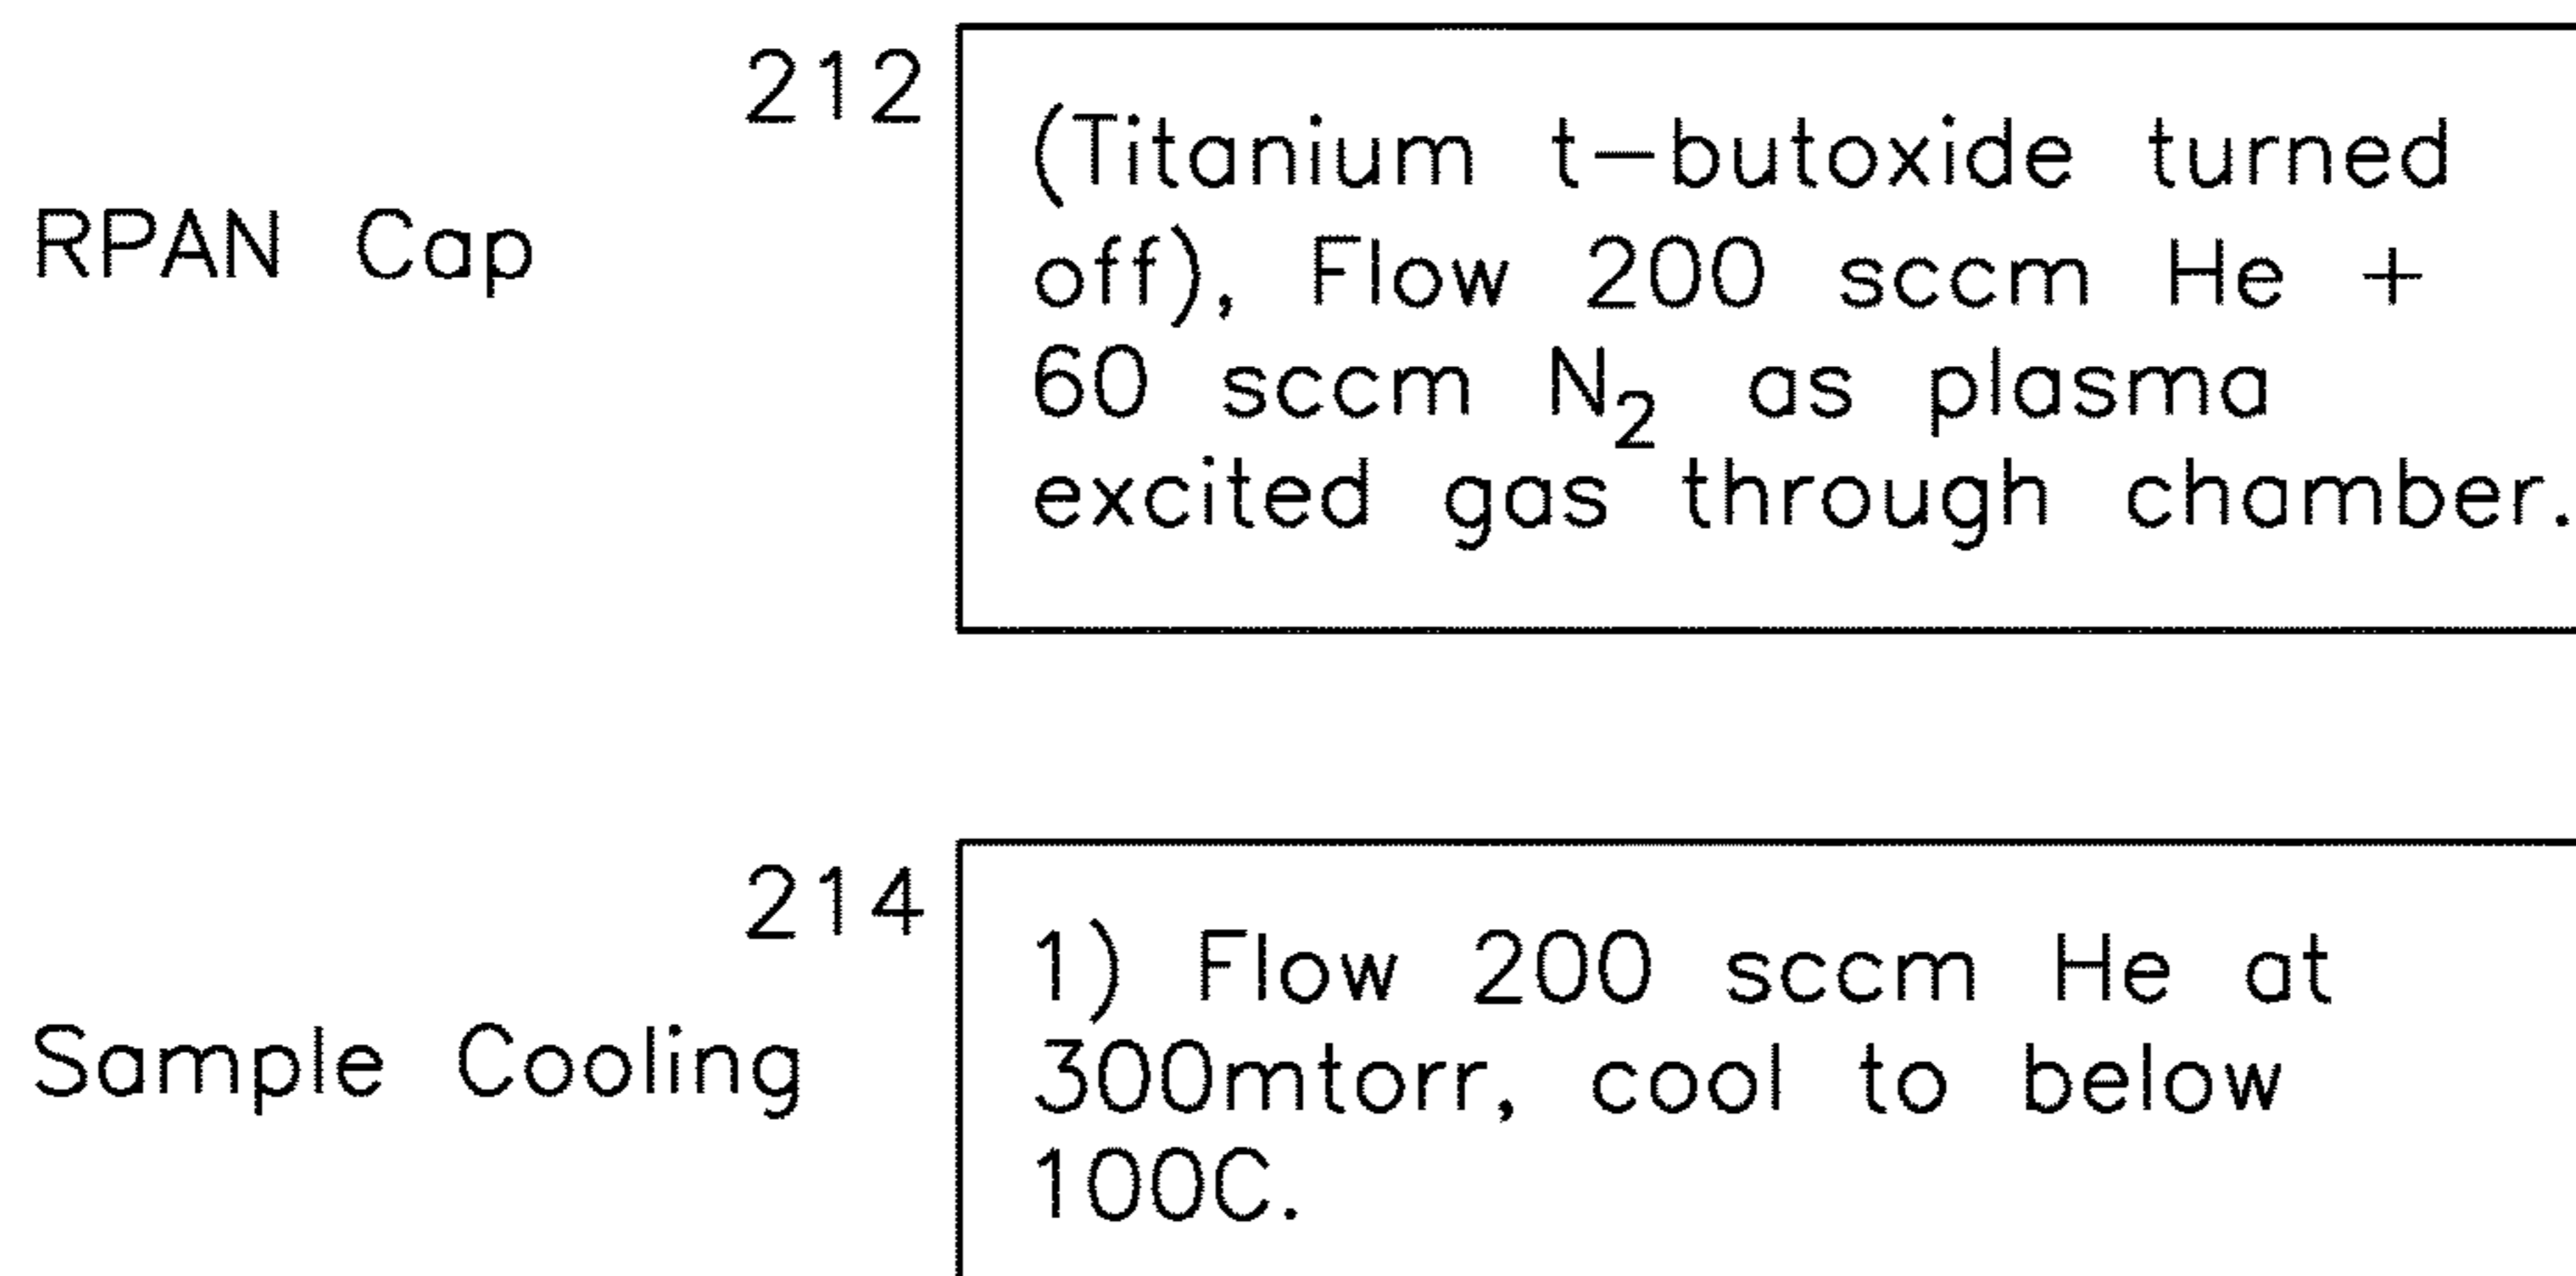 212
RPAN Cap
(Titanium t-butoxide turned
off), Flow 200 sccm He +
60 sccm N₂ as plasma
excited gas through chamber.
214
Sample Cooling
1) Flow 200 sccm He at
300mtorr, cool to below
100C.